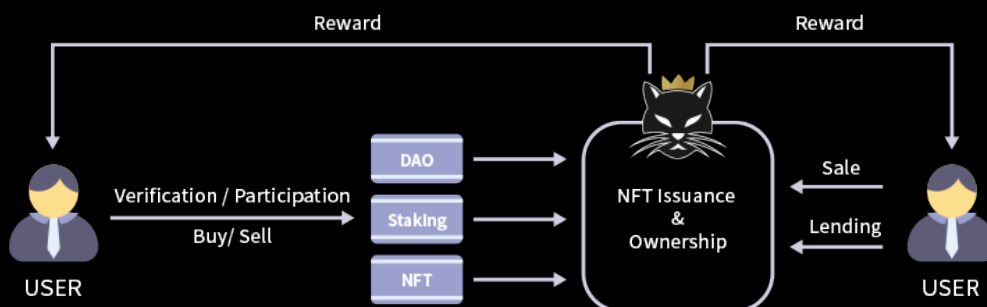 Reward
Reward
DAO
Verification / Participation
Buy/ Sell
Staking
NFT
NFT Issuance
&
Ownership
Sale
Lending
USER
USER